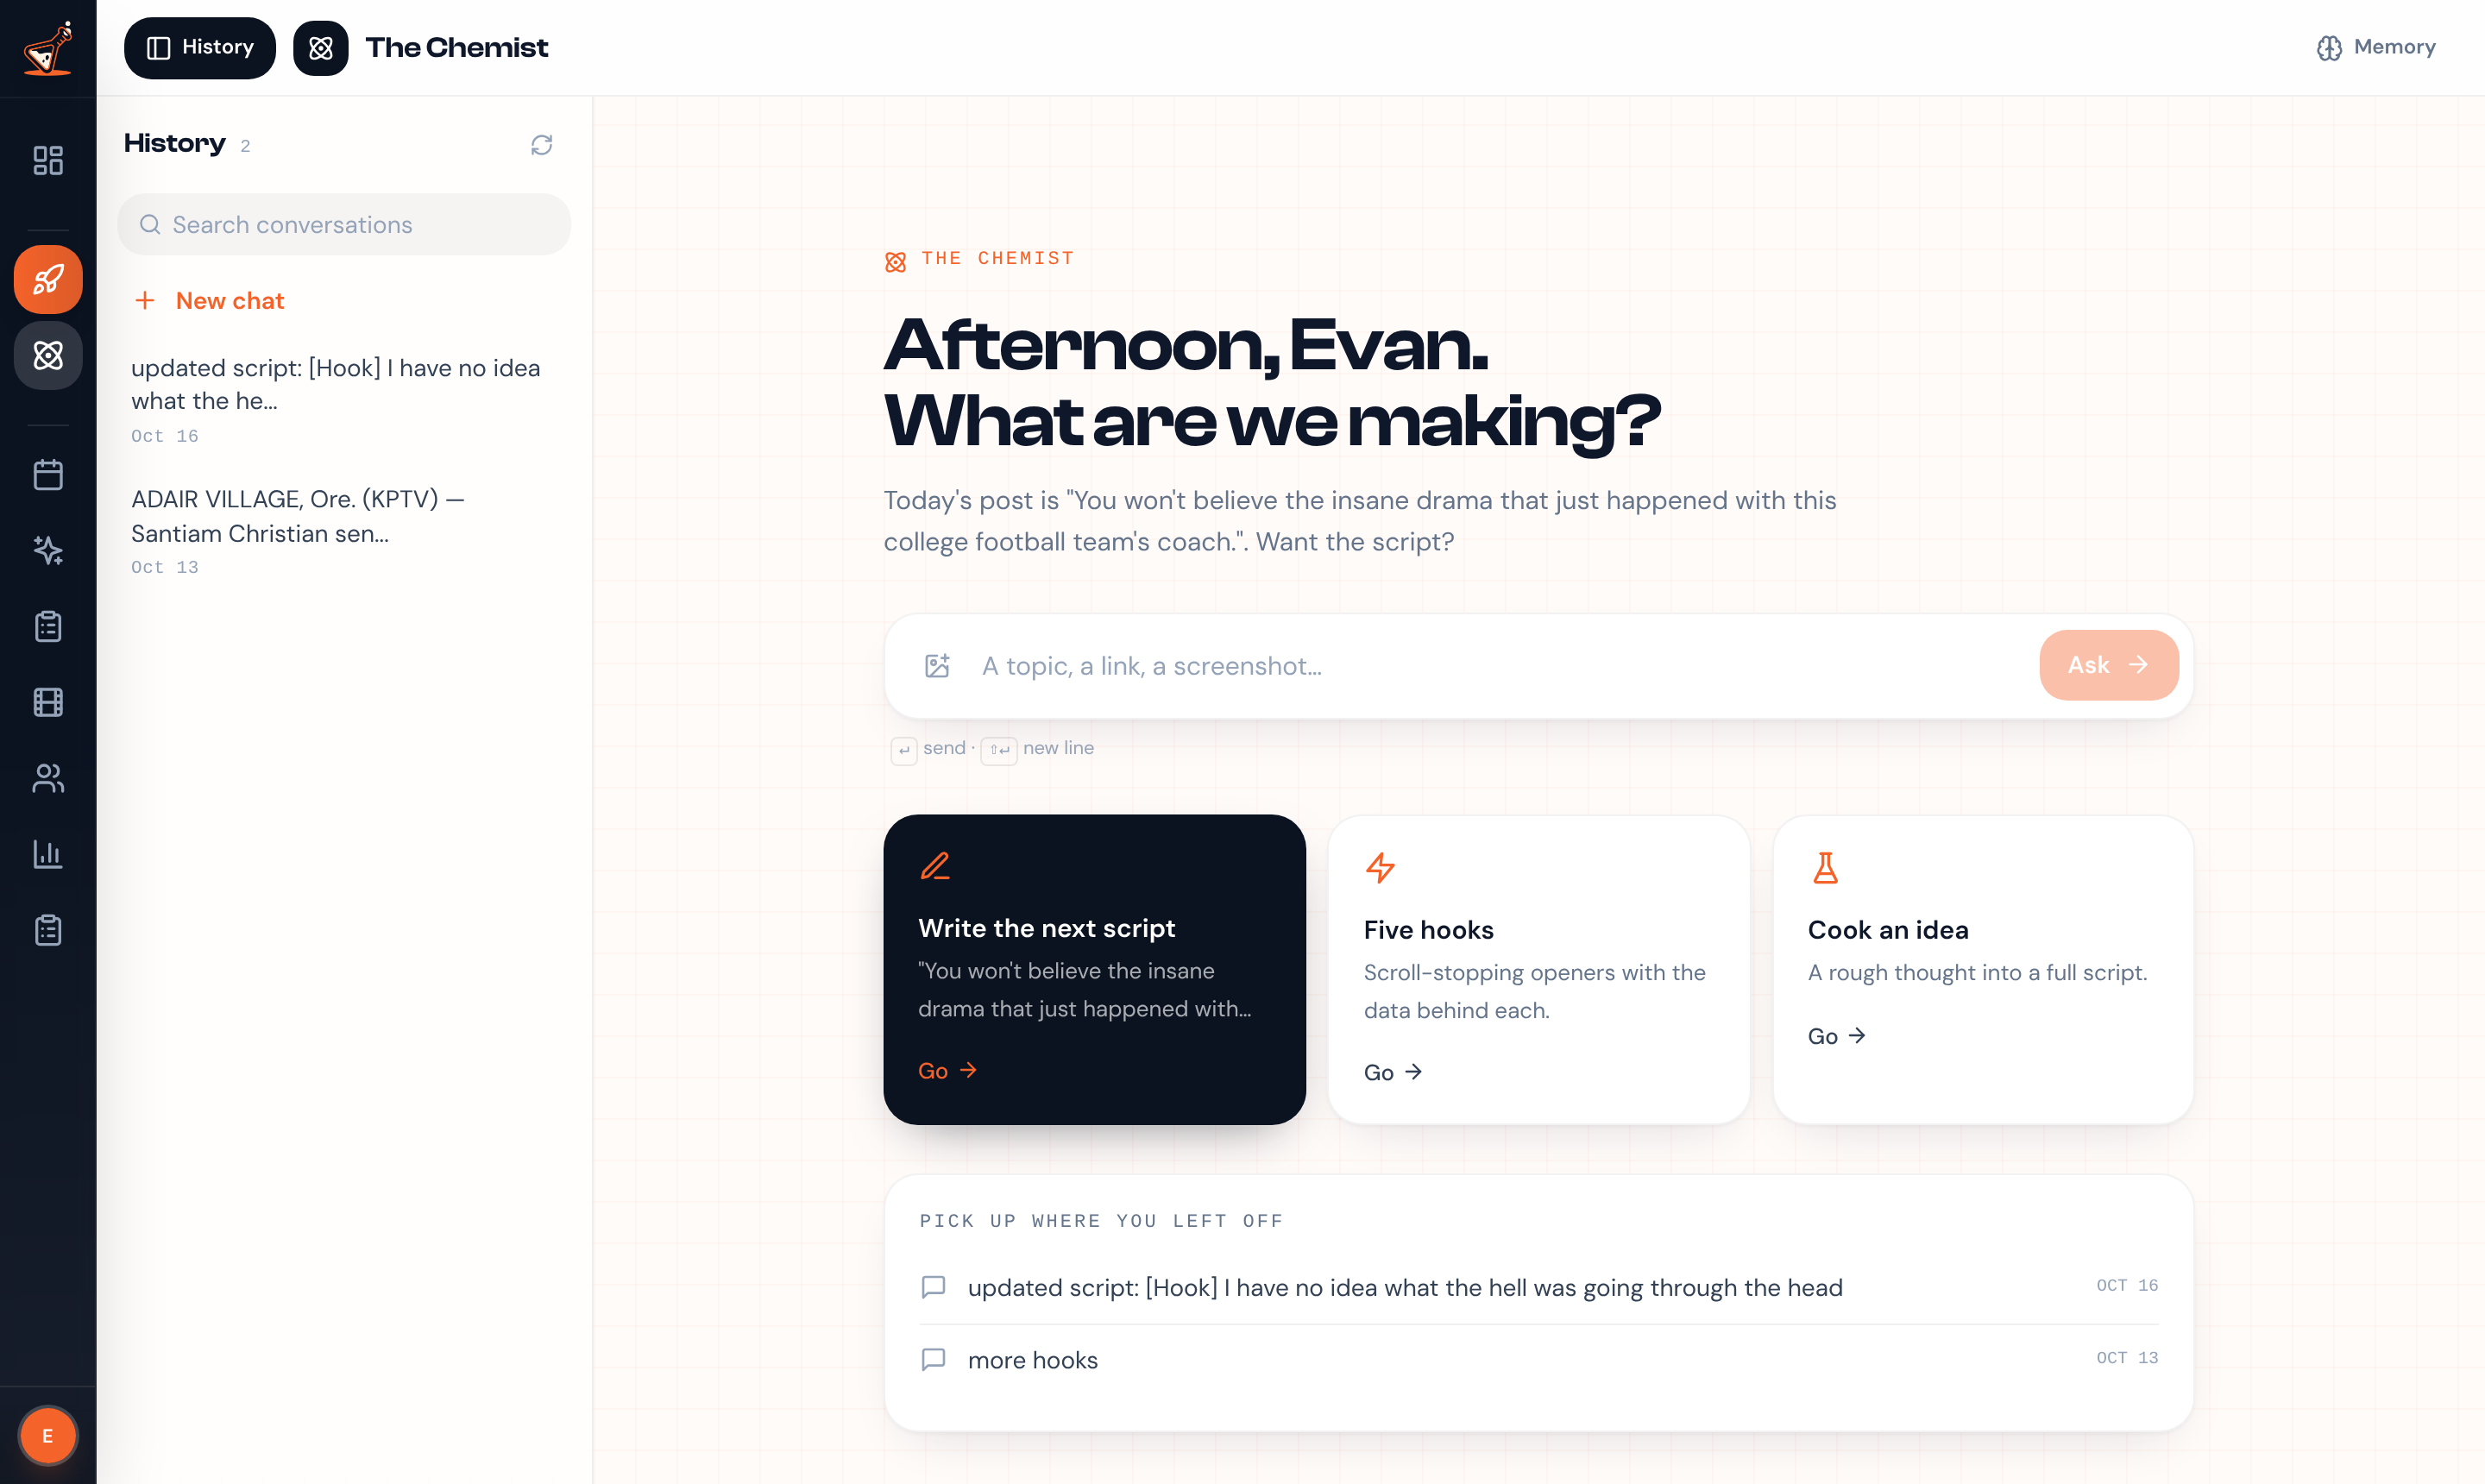 History
The Chemist
Memory
History 2
Search conversations
New chat
updated script: [Hook] I have no idea
what the he...
Oct 16
ADAIR VILLAGE, Ore. (KPTV) —
Santiam Christian sen...
Oct 13
THE CHEMIST
Afternoon, Evan.
What are we making?
Today's post is "You won't believe the insane drama that just happened with this
college football team's coach.". Want the script?
A topic, a link, a screenshot...
Ask →
↵ send · ⇧↵ new line
Write the next script
"You won't believe the insane
drama that just happened with...
Go →
Five hooks
Scroll-stopping openers with the
data behind each.
Go →
Cook an idea
A rough thought into a full script.
Go →
PICK UP WHERE YOU LEFT OFF
updated script: [Hook] I have no idea what the hell was going through the head
OCT 16
more hooks
OCT 13
E